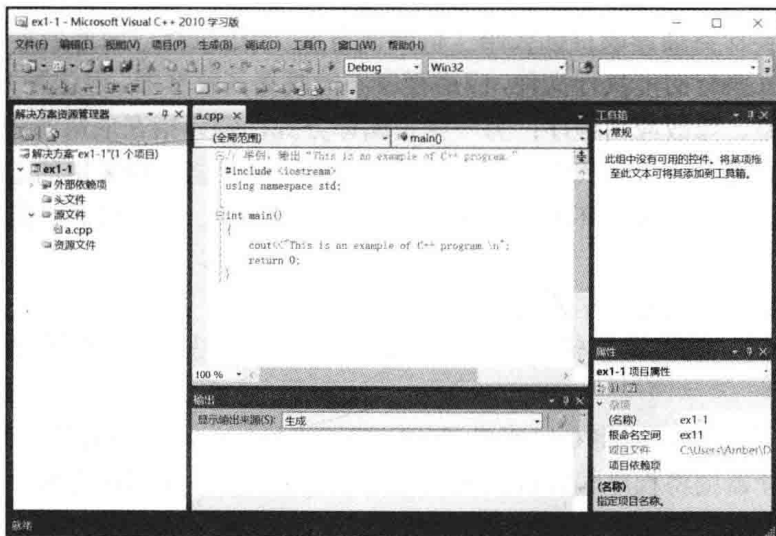 ex1-1 - Microsoft Visual C++ 2010 学习版
文件(F) 编辑(E) 视图(V) 项目(P) 生成(B) 调试(D) 工具(T) 窗口(W) 帮助(H)
Debug
Win32
解决方案资源管理器
解决方案"ex1-1"(1 个项目)
ex1-1
外部依赖项
头文件
源文件
a.cpp
资源文件
a.cpp
(全局范围)
main()
// 举例，输出 "This is an example of C++ program."
#include <iostream>
using namespace std;
int main()
{
cout<<"This is an example of C++ program.\n";
return 0;
}
100 %
输出
显示输出来源(S): 生成
工具箱
常规
此组中没有可用的控件。将某项拖
至此文本可将其添加到工具箱。
属性
ex1-1 项目属性
杂项
(名称) ex1-1
根命名空间 ex11
项目文件 C:\Users\Amber\D
项目依赖项
(名称)
指定项目名称。
就绪